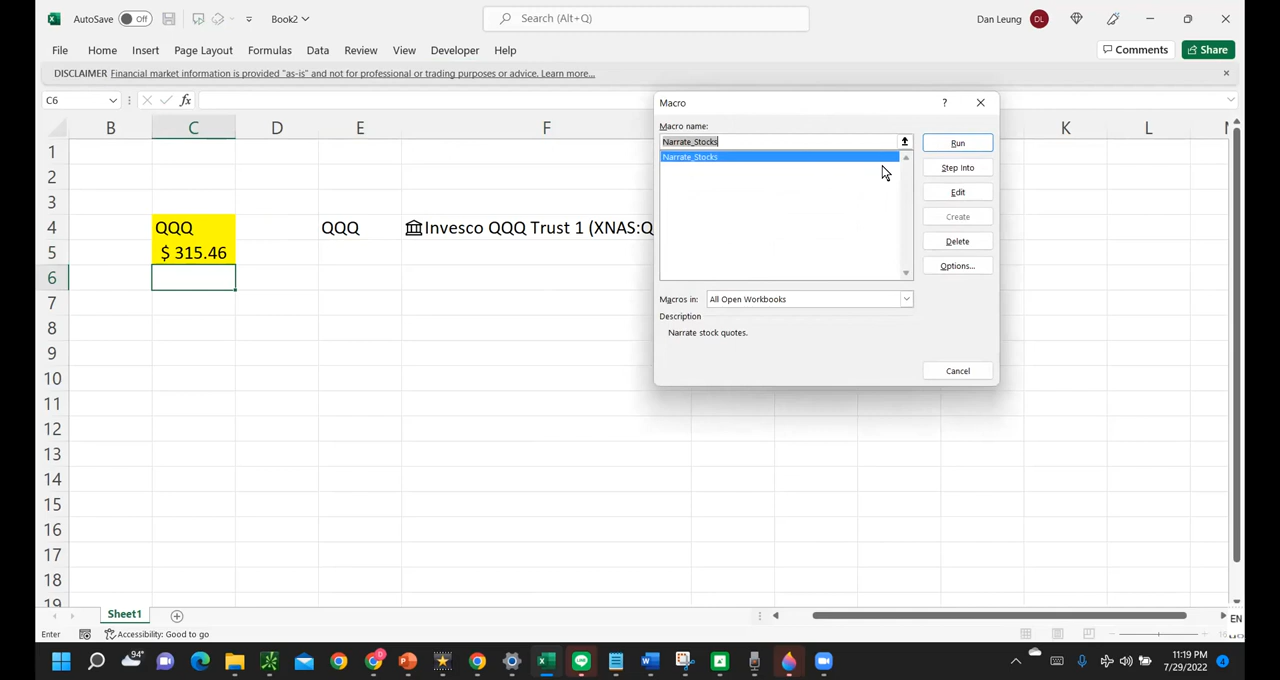 AutoSave Off Book2 Search (Alt+Q) Dan Leung DL
File Home Insert Page Layout Formulas Data Review View Developer Help Comments Share
DISCLAIMER Financial market information is provided "as-is" and not for professional or trading purposes or advice. Learn more...
C6 fx
B C D E F K L
1
2
3
4 QQQ QQQ Invesco QQQ Trust 1 (XNAS:Q
5 $ 315.46
6
7
8
9
10
11
12
13
14
15
16
17
18
19
Macro ?
Macro name:
Narrate_Stocks
Narrate_Stocks
Run
Step Into
Edit
Create
Delete
Options...
Macros in: All Open Workbooks
Description
Narrate stock quotes.
Cancel
Sheet1
EN
Enter Accessibility: Good to go
94°
11:19 PM
7/29/2022
4